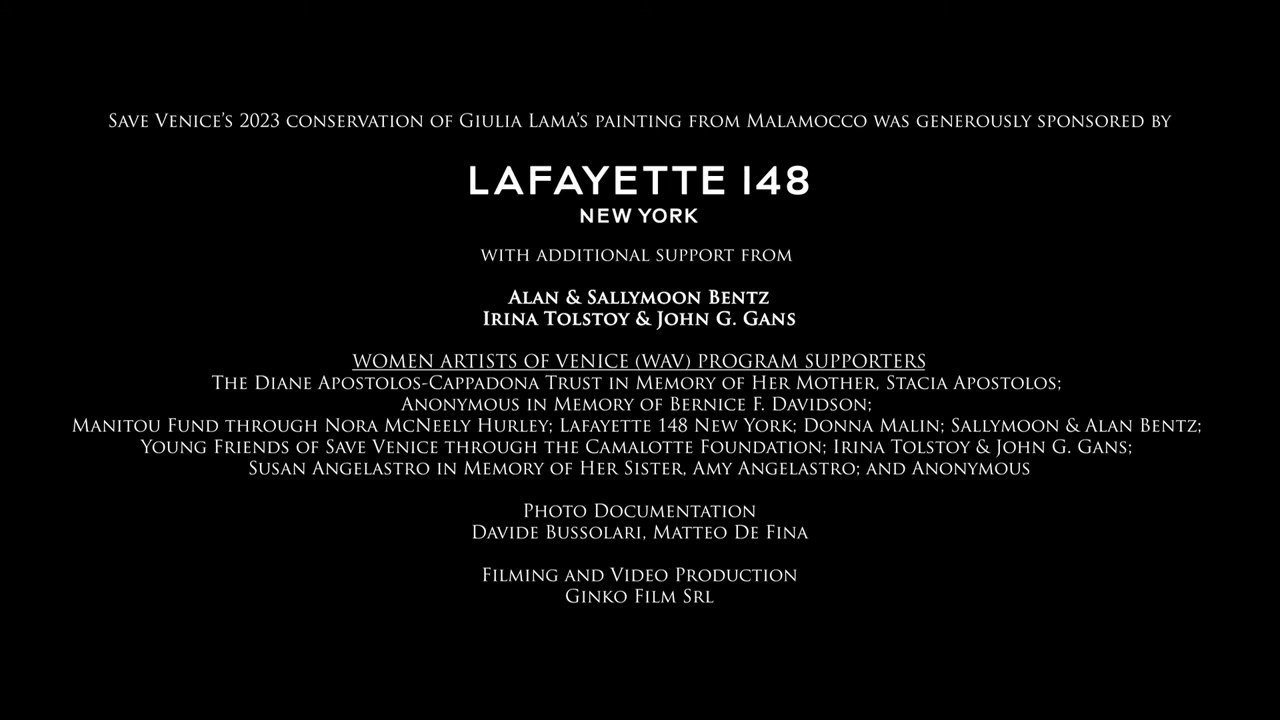 Save Venice's 2023 conservation of Giulia Lama's painting from Malamocco was generously sponsored by
LAFAYETTE 148
NEW YORK
with additional support from
Alan & Sallymoon Bentz
Irina Tolstoy & John G. Gans
WOMEN ARTISTS OF VENICE (WAV) PROGRAM SUPPORTERS
The Diane Apostolos-Cappadona Trust in Memory of Her Mother, Stacia Apostolos;
Anonymous in Memory of Bernice F. Davidson;
Manitou Fund through Nora McNeely Hurley; Lafayette 148 New York; Donna Malin; Sallymoon & Alan Bentz;
Young Friends of Save Venice through the Camalotte Foundation; Irina Tolstoy & John G. Gans;
Susan Angelastro in Memory of Her Sister, Amy Angelastro; and Anonymous
Photo Documentation
Davide Bussolari, Matteo De Fina
Filming and Video Production
Ginko Film Srl